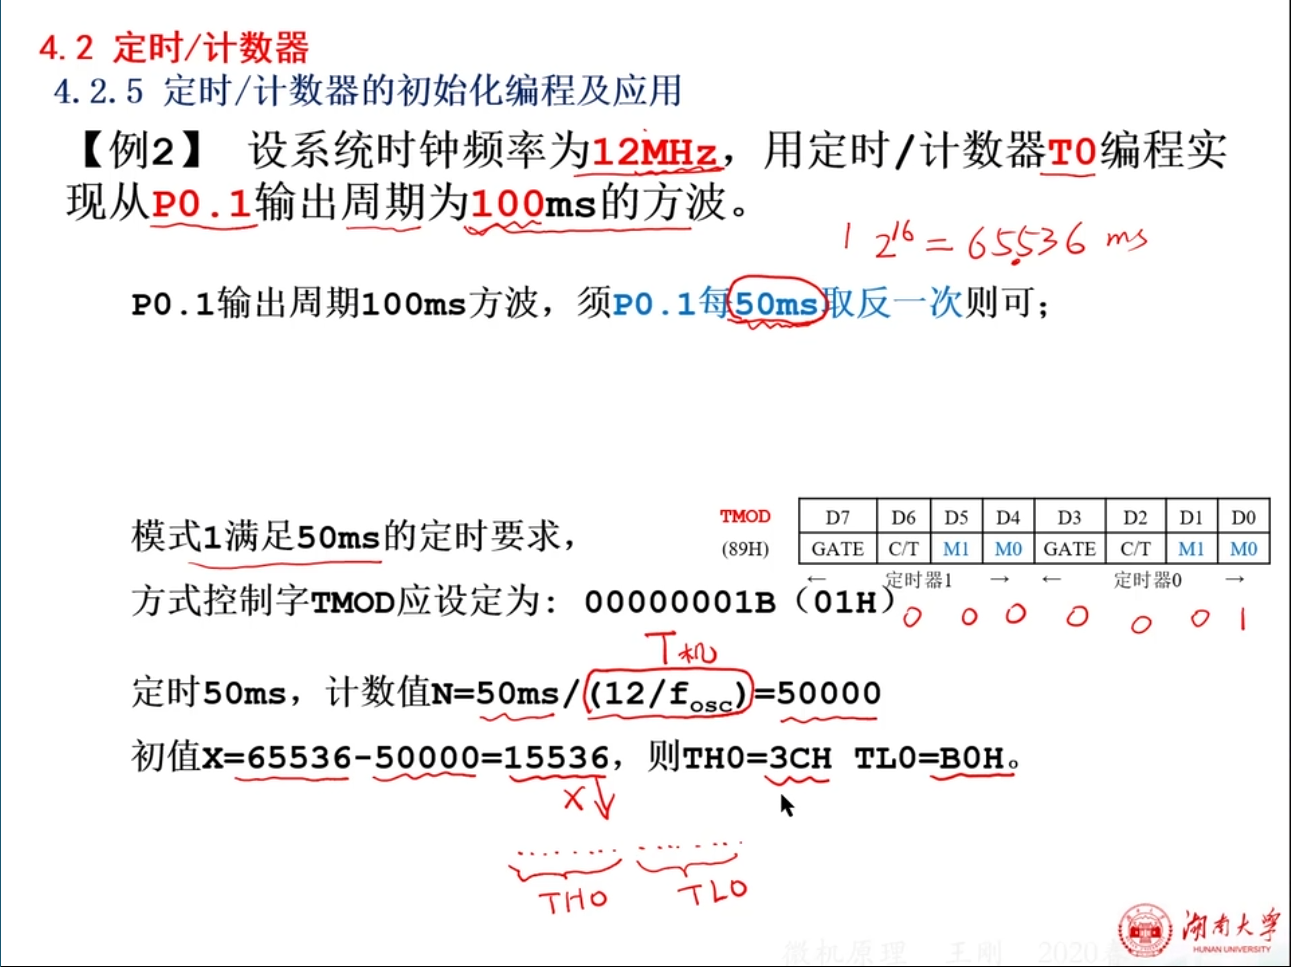 4.2 定时/计数器
4.2.5 定时/计数器的初始化编程及应用
【例2】 设系统时钟频率为12MHz，用定时/计数器T0编程实
现从P0.1输出周期为100ms的方波。
1 2^16 = 65.536 ms
P0.1输出周期100ms方波，须P0.1每50ms取反一次则可；
模式1满足50ms的定时要求，
TMOD D7 D6 D5 D4 D3 D2 D1 D0
(89H) GATE C/T M1 M0 GATE C/T M1 M0
← 定时器1 → ← 定时器0 →
方式控制字TMOD应设定为: 00000001B（01H）
0 0 0 0 0 0 1
T机
定时50ms，计数值N=50ms/(12/fosc)=50000
初值X=65536-50000=15536，则TH0=3CH TL0=B0H。
X↓
TH0 TL0
湖南大学
HUNAN UNIVERSITY
微机原理 王刚 2020春